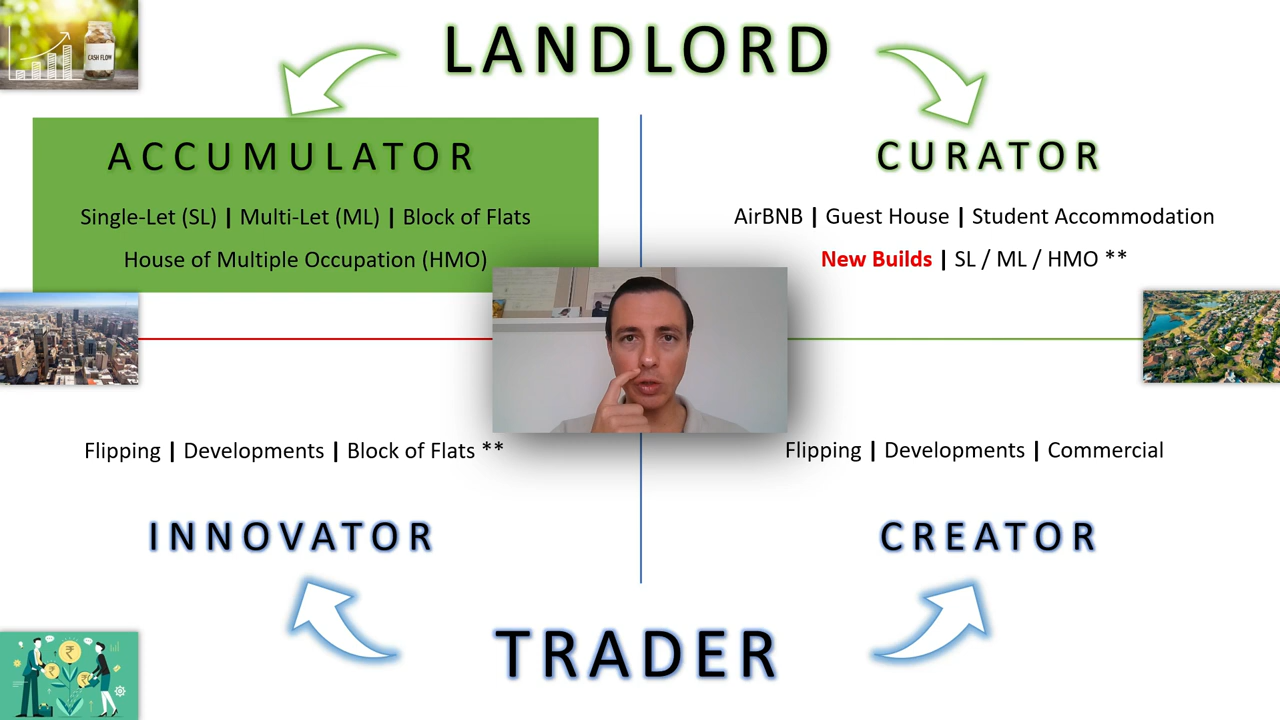 LANDLORD
CASH FLOW
ACCUMULATOR
Single-Let (SL) | Multi-Let (ML) | Block of Flats
House of Multiple Occupation (HMO)
CURATOR
AirBNB | Guest House | Student Accommodation
New Builds | SL / ML / HMO **
Flipping | Developments | Block of Flats **
INNOVATOR
Flipping | Developments | Commercial
CREATOR
TRADER